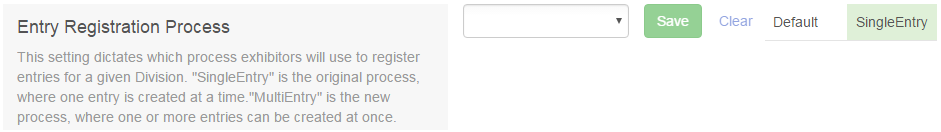 Entry Registration Process
This setting dictates which process exhibitors will use to register
entries for a given Division. "SingleEntry" is the original process,
where one entry is created at a time."MultiEntry" is the new
process, where one or more entries can be created at once.
Save Clear Default SingleEntry